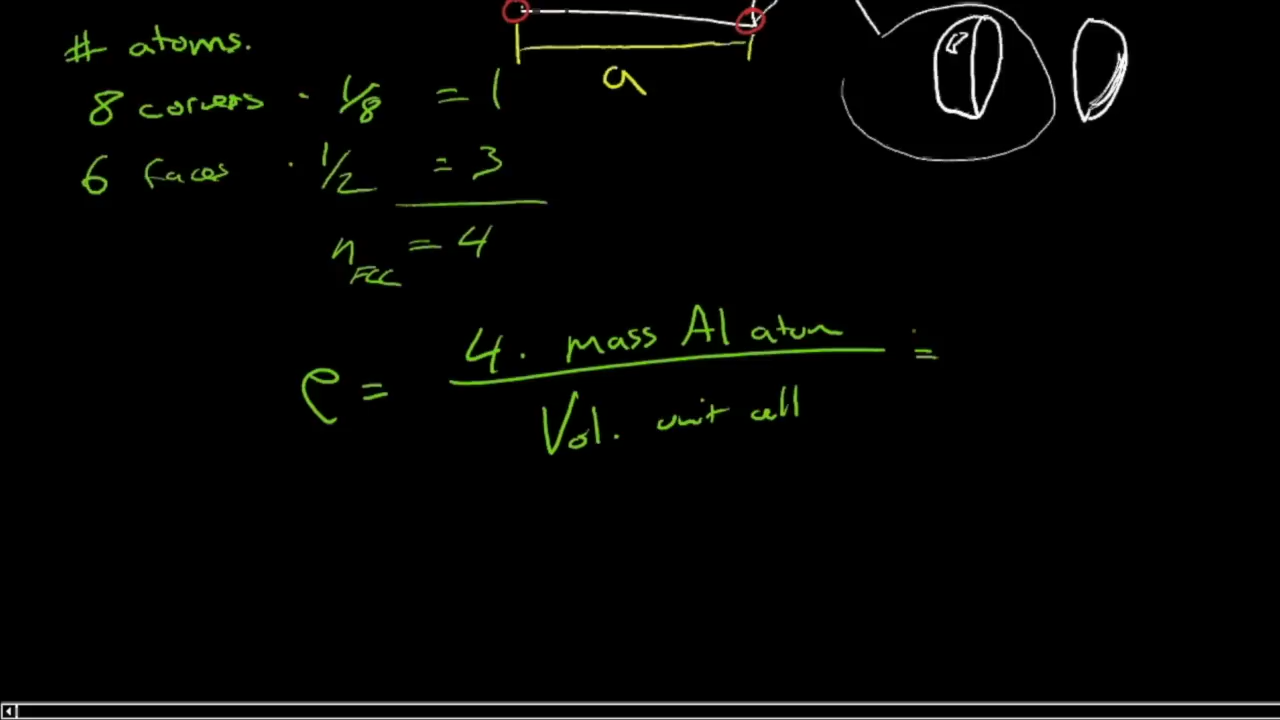 # atoms.
a
8 corners · 1/8 = 1
6 faces · 1/2 = 3
n FCC = 4
ρ = 4 · mass Al atom / Vol. unit cell =